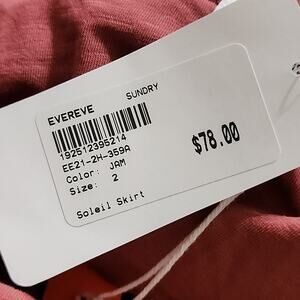 EVEREVE SUNDRY
192512395214
EE21-2H-359A
Color: JAM
Size: 2
$78.00
Soleil Skirt